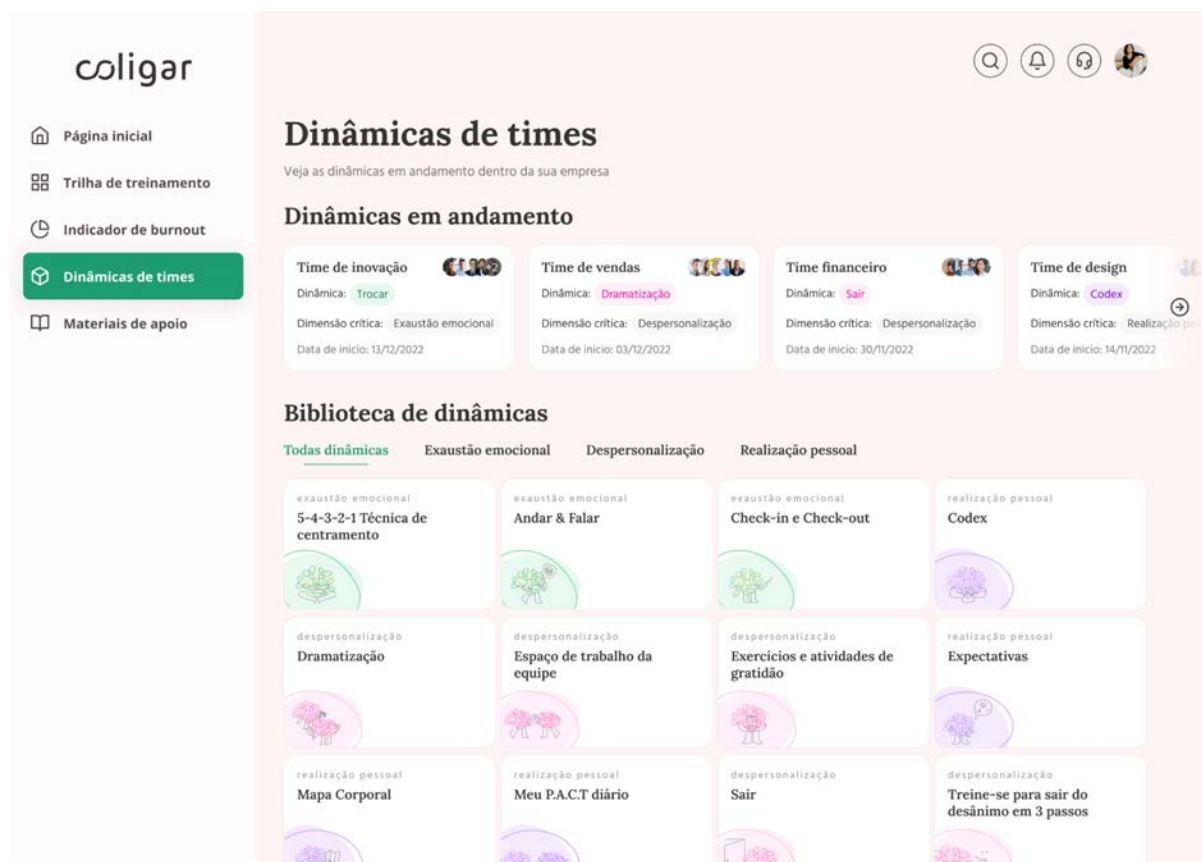 coligar
Página inicial
Trilha de treinamento
Indicador de burnout
Dinâmicas de times
Materiais de apoio
Dinâmicas de times
Veja as dinâmicas em andamento dentro da sua empresa
Dinâmicas em andamento
Time de inovação
Dinâmica: Trocar
Dimensão crítica: Exaustão emocional
Data de inicio: 13/12/2022
Time de vendas
Dinâmica: Dramatização
Dimensão crítica: Despersonalização
Data de inicio: 03/12/2022
Time financeiro
Dinâmica: Sair
Dimensão crítica: Despersonalização
Data de inicio: 30/11/2022
Time de design
Dinâmica: Codex
Dimensão crítica: Realização
Data de inicio: 14/11/2022
Biblioteca de dinâmicas
Todas dinâmicas Exaustão emocional Despersonalização Realização pessoal
exaustão emocional
5-4-3-2-1 Técnica de
centramento
exaustão emocional
Andar & Falar
exaustão emocional
Check-in e Check-out
realização pessoal
Codex
despersonalização
Dramatização
despersonalização
Espaço de trabalho da
equipe
despersonalização
Exercícios e atividades de
gratidão
realização pessoal
Expectativas
realização pessoal
Mapa Corporal
realização pessoal
Meu P.A.C.T diário
despersonalização
Sair
despersonalização
Treine-se para sair do
desânimo em 3 passos